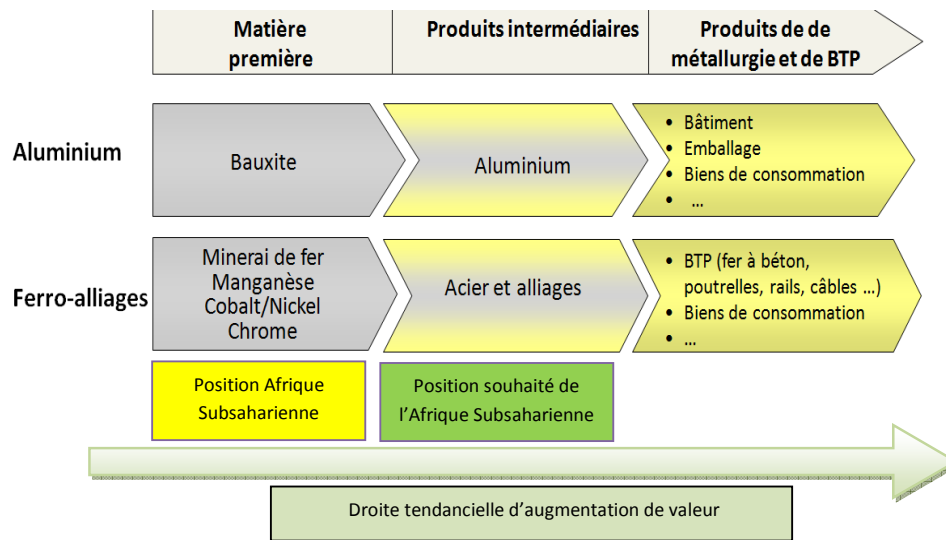 Matière
première
Produits intermédiaires
Produits de de
métallurgie et de BTP
Aluminium
Bauxite
Aluminium
• Bâtiment
• Emballage
• Biens de consommation
• ...
Ferro-alliages
Minerai de fer
Manganèse
Cobalt/Nickel
Chrome
Acier et alliages
• BTP (fer à béton,
poutrelles, rails, câbles ...)
• Biens de consommation
• ...
Position Afrique
Subsaharienne
Position souhaité de
l’Afrique Subsaharienne
Droite tendancielle d’augmentation de valeur